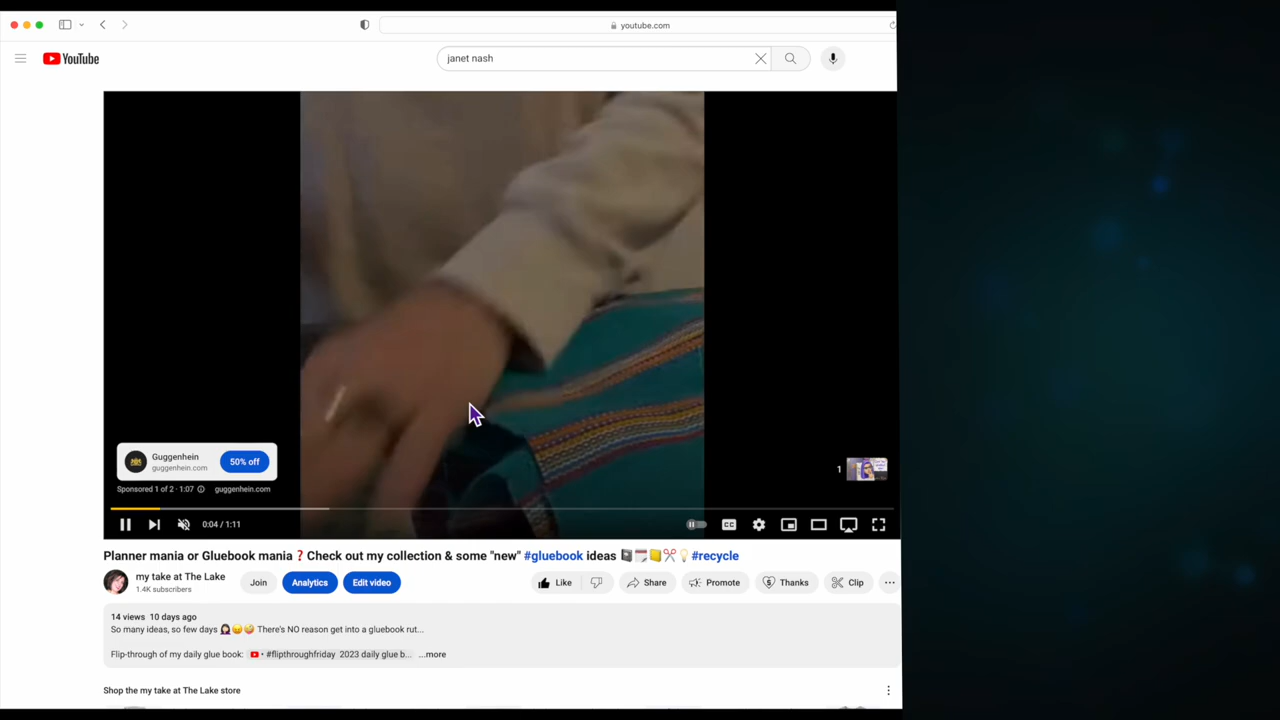 youtube.com
YouTube
janet nash
Guggenhein
guggenhein.com
50% off
Sponsored 1 of 2 · 1:07
guggenhein.com
1
0:04 / 1:11
CC
Planner mania or Gluebook mania ❓ Check out my collection & some "new" #gluebook ideas 📓🗓️📒✂️💡 #recycle
my take at The Lake
1.4K subscribers
Join
Analytics
Edit video
Like
Share
Promote
Thanks
Clip
14 views 10 days ago
So many ideas, so few days 🤷🏻‍♀️😑🤪 There's NO reason get into a gluebook rut...
Flip-through of my daily glue book: • #flipthroughfriday 2023 daily glue b... ...more
Shop the my take at The Lake store